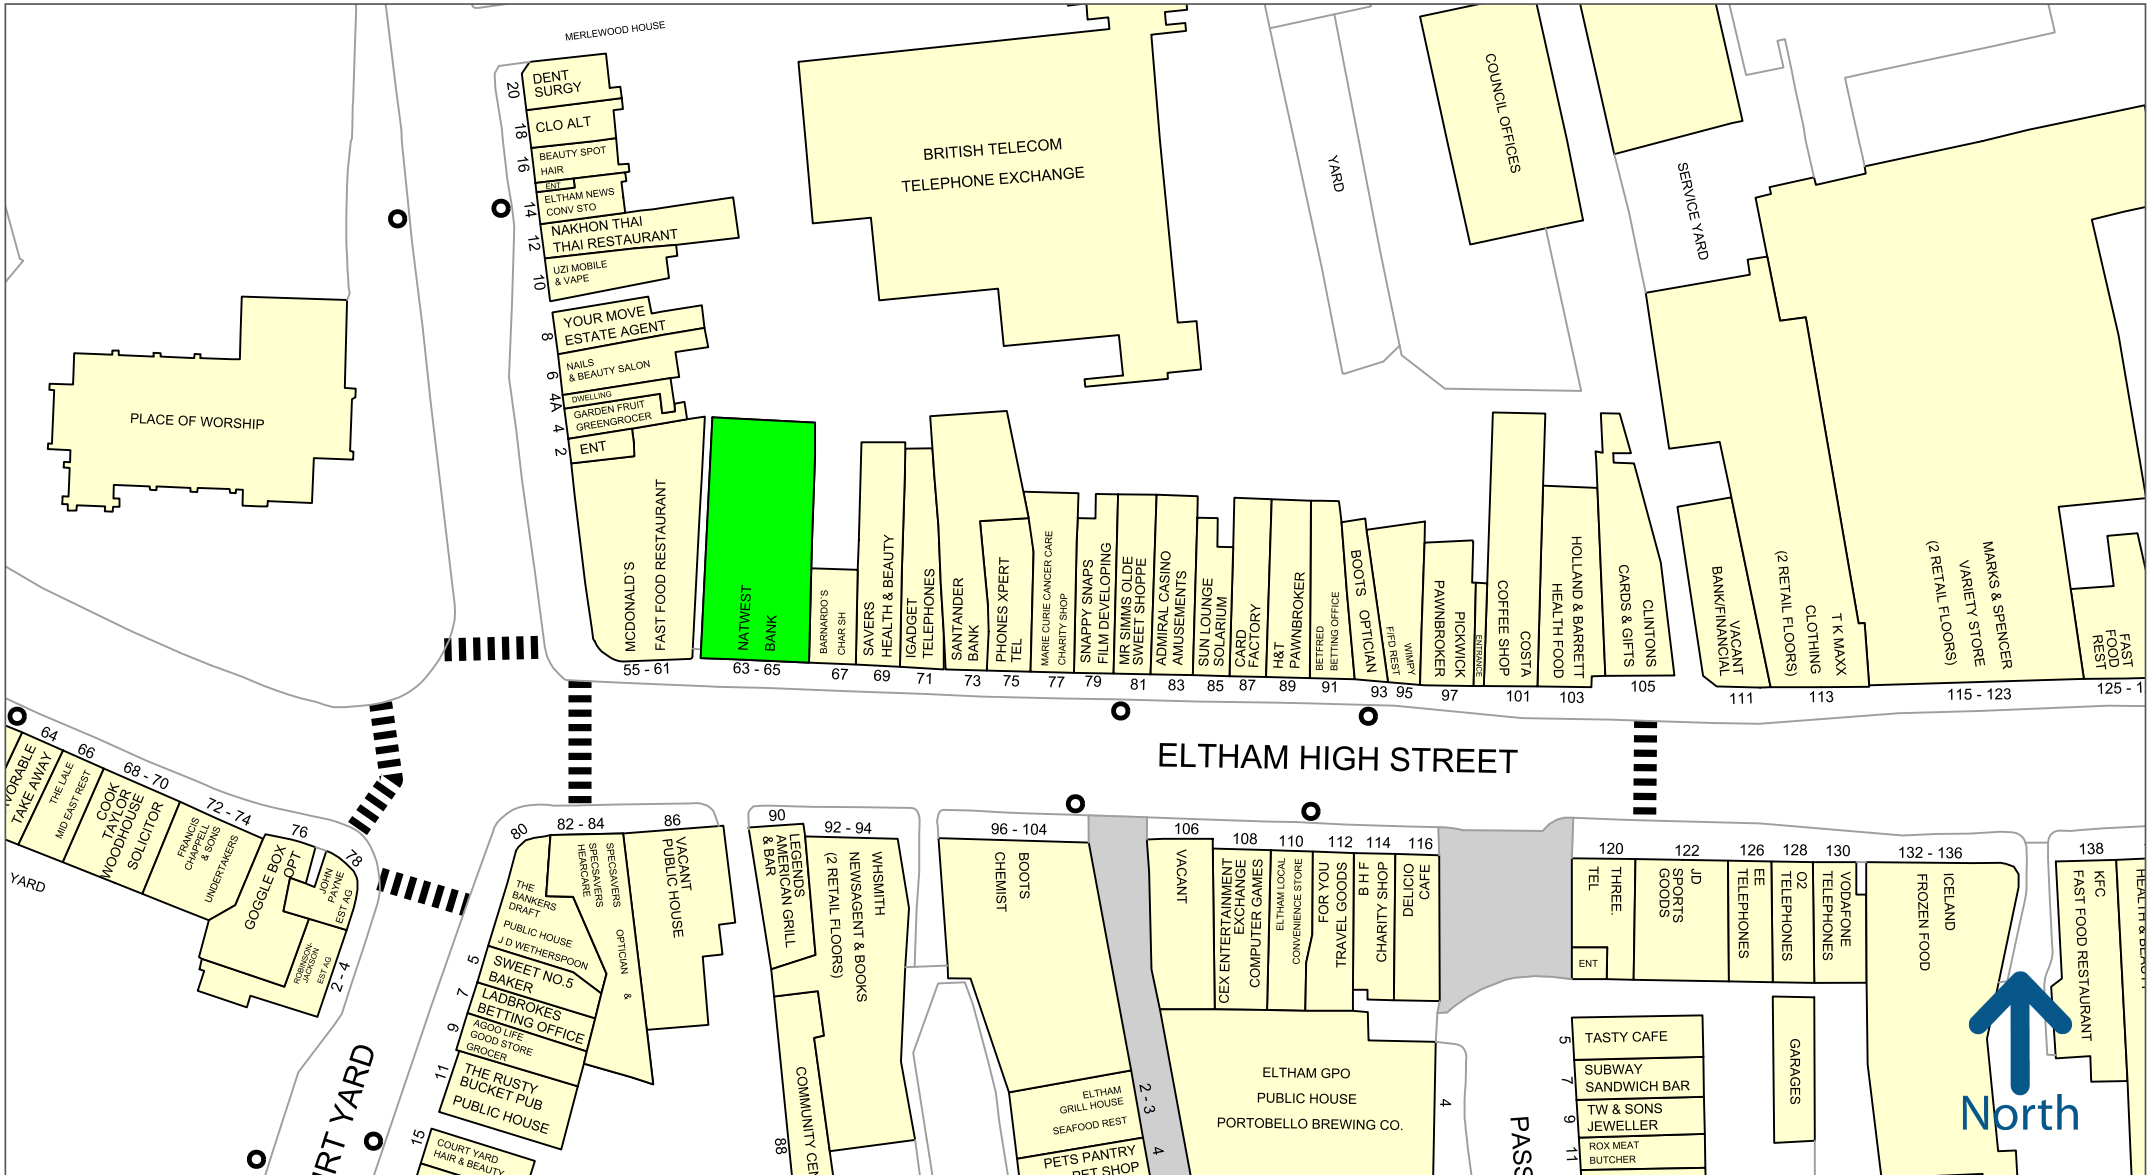 MERLEWOOD HOUSE
20
DENT
SURGY
18
CLO ALT
16
BEAUTY SPOT
HAIR
ENT
14
ELTHAM NEWS
CONV STO
12
NAKHON THAI
THAI RESTAURANT
10
UZI MOBILE
& VAPE
8
YOUR MOVE
ESTATE AGENT
6
NAILS
& BEAUTY SALON
4A
DWELLING
4
GARDEN FRUIT
GREENGROCER
2
ENT
BRITISH TELECOM
TELEPHONE EXCHANGE
YARD
COUNCIL OFFICES
SERVICE YARD
PLACE OF WORSHIP
MCDONALD`S
FAST FOOD RESTAURANT
55 - 61
NATWEST
BANK
63 - 65
BARNARDO`S
CHAR SH
67
SAVERS
HEALTH & BEAUTY
69
IGADGET
TELEPHONES
71
SANTANDER
BANK
73
PHONES XPERT
TEL
75
MARIE CURIE CANCER CARE
CHARITY SHOP
77
SNAPPY SNAPS
FILM DEVELOPING
79
MR SIMMS OLDE
SWEET SHOPPE
81
ADMIRAL CASINO
AMUSEMENTS
83
SUN LOUNGE
SOLARIUM
85
CARD
FACTORY
87
H&T
PAWNBROKER
89
BETFRED
BETTING OFFICE
91
BOOTS OPTICIAN
93
WIMPY
F/FD REST
95
PICKWICK
PAWNBROKER
97
ENTRANCE
COSTA
COFFEE SHOP
101
HOLLAND & BARRETT
HEALTH FOOD
103
CLINTONS
CARDS & GIFTS
105
VACANT
BANK/FINANCIAL
111
T K MAXX
CLOTHING
(2 RETAIL FLOORS)
113
MARKS & SPENCER
VARIETY STORE
(2 RETAIL FLOORS)
115 - 123
FAST
FOOD
REST
125 - 1
ELTHAM HIGH STREET
64
VORABLE
TAKE AWAY
66
THE LALE
MID EAST REST
68 - 70
COOK
TAYLOR
WOODHOUSE
SOLICITOR
72 - 74
FRANCIS
CHAPPELL
& SONS
UNDERTAKERS
76
GOGGLE BOX
OPT
78
JOHN
PAYNE
EST AG
ROBINSON-
JACKSON
EST AG
2 - 4
YARD
80
THE
BANKERS
DRAFT
PUBLIC HOUSE
J D WETHERSPOON
82 - 84
SPECSAVERS
SPECSAVERS
HEARCARE
OPTICIAN &
86
VACANT
PUBLIC HOUSE
5
SWEET NO.5
BAKER
7
LADBROKES
BETTING OFFICE
9
AGOO LIFE
GOOD STORE
GROCER
11
THE RUSTY
BUCKET PUB
PUBLIC HOUSE
15
COURT YARD
HAIR & BEAUTY
RT YARD
90
LEGENDS
AMERICAN GRILL
& BAR
92 - 94
WHSMITH
NEWSAGENT & BOOKS
(2 RETAIL FLOORS)
88
COMMUNITY CEN
96 - 104
BOOTS
CHEMIST
ELTHAM
GRILL HOUSE
SEAFOOD REST
2 - 3
PETS PANTRY
PET SHOP
4
106
VACANT
108
CEX ENTERTAINMENT
EXCHANGE
COMPUTER GAMES
110
ELTHAM LOCAL
CONVENIENCE STORE
112
FOR YOU
TRAVEL GOODS
114
B H F
CHARITY SHOP
116
DELICIO
CAFE
ELTHAM GPO
PUBLIC HOUSE
PORTOBELLO BREWING CO.
4
PASS
120
THREE.
TEL
ENT
122
JD
SPORTS
GOODS
126
EE
TELEPHONES
128
O2
TELEPHONES
130
VODAFONE
TELEPHONES
132 - 136
ICELAND
FROZEN FOOD
138
KFC
FAST FOOD RESTAURANT
HEALTH & BEAUTY
5
TASTY CAFE
7
SUBWAY
SANDWICH BAR
9
TW & SONS
JEWELLER
11
ROX MEAT
BUTCHER
GARAGES
North